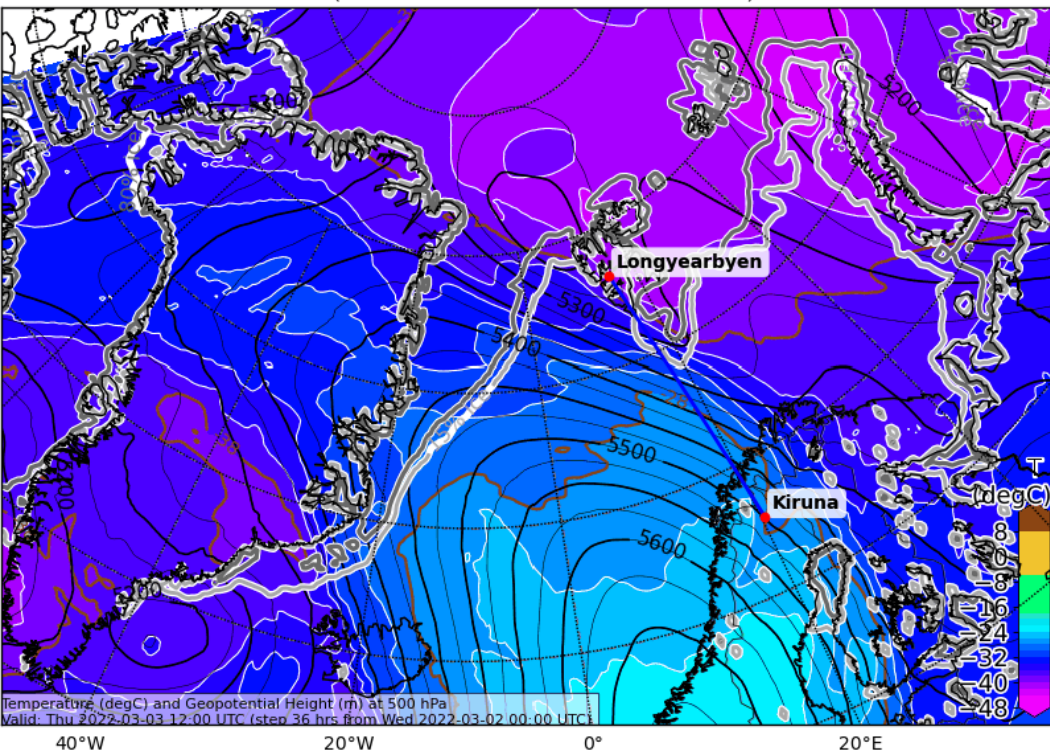 5300
5200
Longyearbyen
5300
5400
5500
Kiruna
5600
T
(degC)
8
0
−8
−16
−24
−32
−40
−48
Temperature (degC) and Geopotential Height (m) at 500 hPa
Valid: Thu 2022-03-03 12:00 UTC (step 36 hrs from Wed 2022-03-02 00:00 UTC)
40°W 20°W 0° 20°E